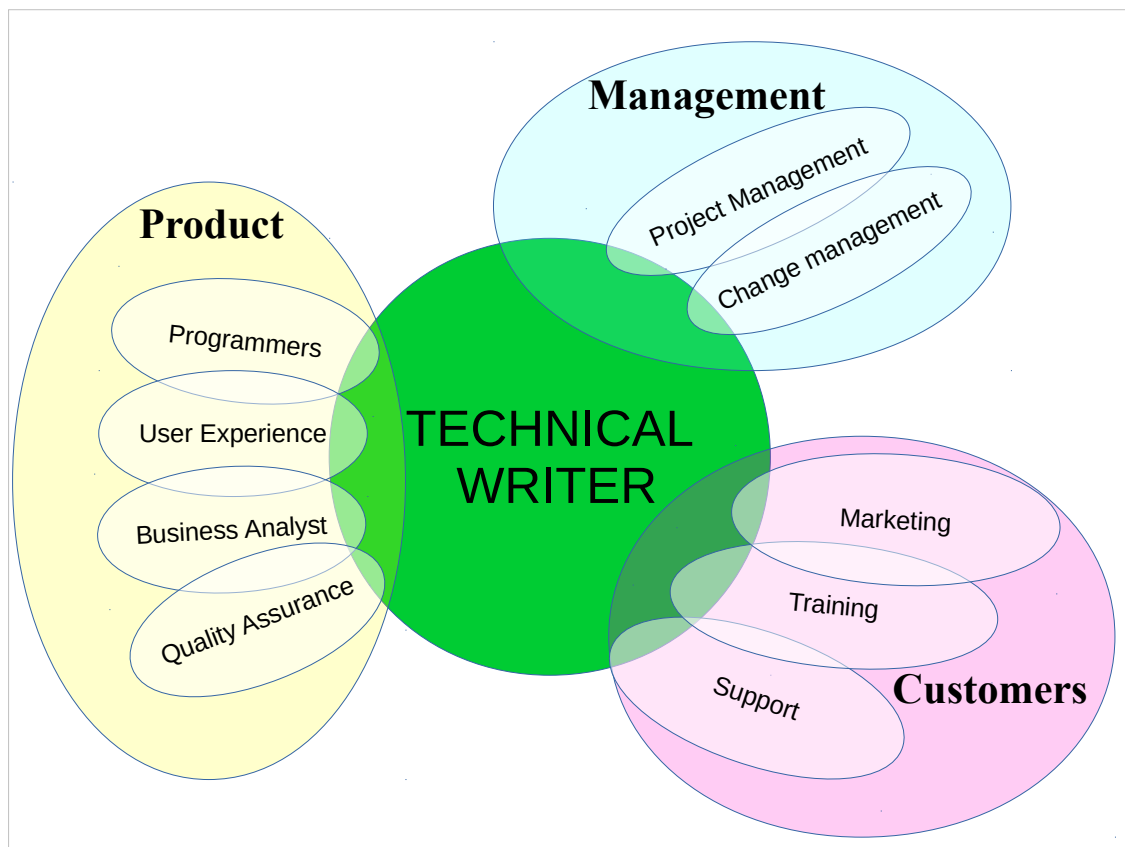 Management
Project Management
Change management
Product
Programmers
User Experience
Business Analyst
Quality Assurance
TECHNICAL
WRITER
Marketing
Training
Support
Customers